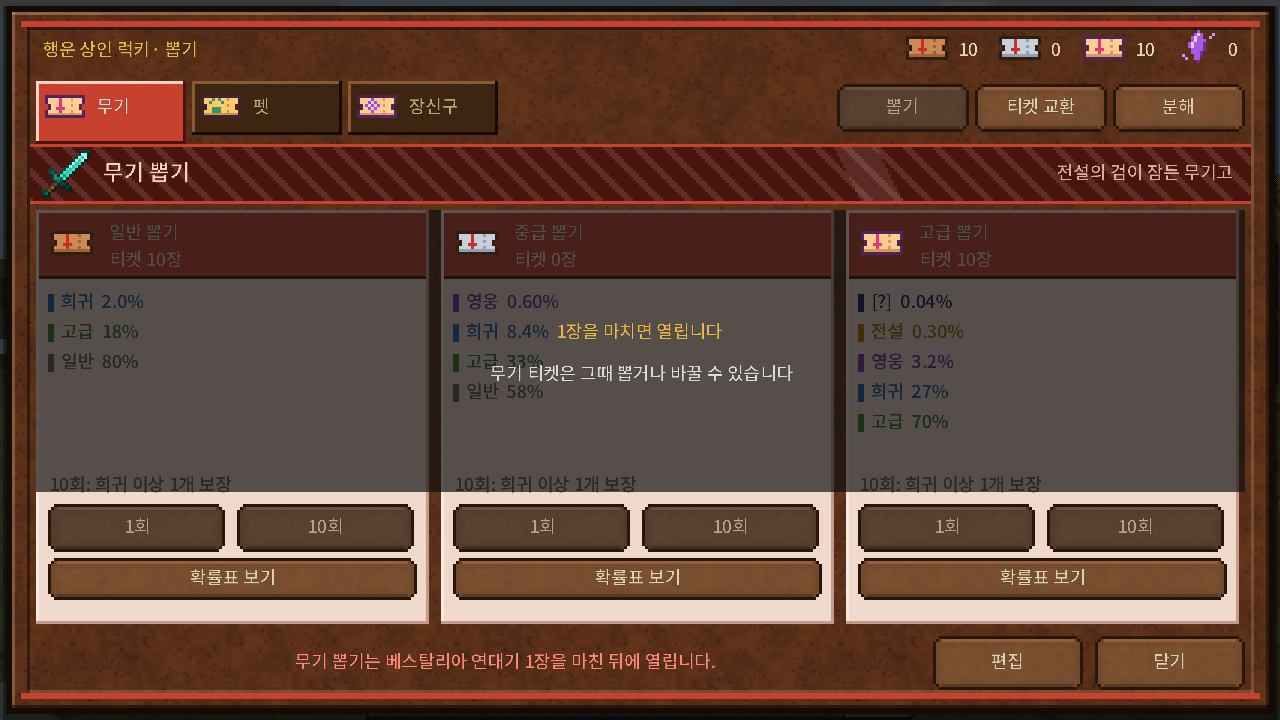 행운 상인 럭키 · 뽑기
10
0
10
0
무기
펫
장신구
뽑기
티켓 교환
분해
무기 뽑기
전설의 검이 잠든 무기고
일반 뽑기
티켓 10장
희귀 2.0%
고급 18%
일반 80%
10회: 희귀 이상 1개 보장
1회
10회
확률표 보기
중급 뽑기
티켓 0장
영웅 0.60%
희귀 8.4%
고급 33%
일반 58%
1장을 마치면 열립니다
무기 티켓은 그때 뽑거나 바꿀 수 있습니다
10회: 희귀 이상 1개 보장
1회
10회
확률표 보기
고급 뽑기
티켓 10장
[?] 0.04%
전설 0.30%
영웅 3.2%
희귀 27%
고급 70%
10회: 희귀 이상 1개 보장
1회
10회
확률표 보기
무기 뽑기는 베스탈리아 연대기 1장을 마친 뒤에 열립니다.
편집
닫기